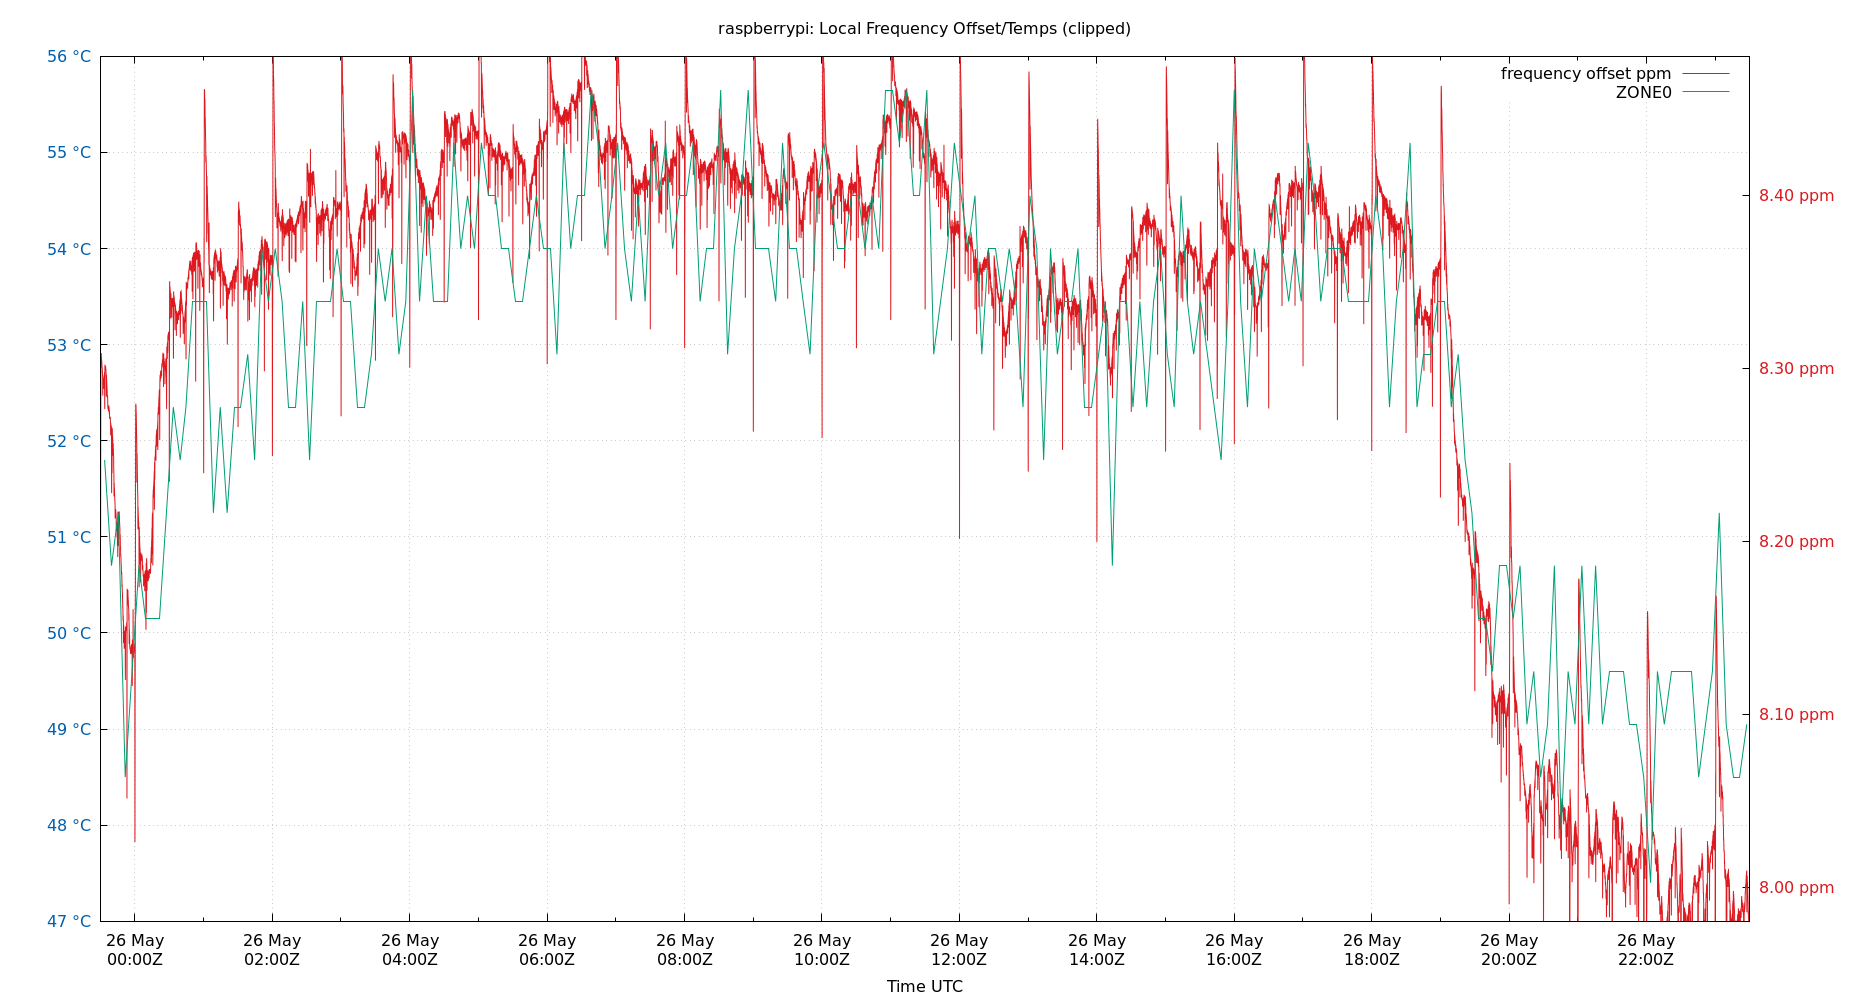 raspberrypi: Local Frequency Offset/Temps (clipped)
frequency offset ppm
ZONE0
56 °C
55 °C
54 °C
53 °C
52 °C
51 °C
50 °C
49 °C
48 °C
47 °C
8.40 ppm
8.30 ppm
8.20 ppm
8.10 ppm
8.00 ppm
26 May 26 May 26 May 26 May 26 May 26 May 26 May 26 May 26 May 26 May 26 May 26 May
00:00Z 02:00Z 04:00Z 06:00Z 08:00Z 10:00Z 12:00Z 14:00Z 16:00Z 18:00Z 20:00Z 22:00Z
Time UTC